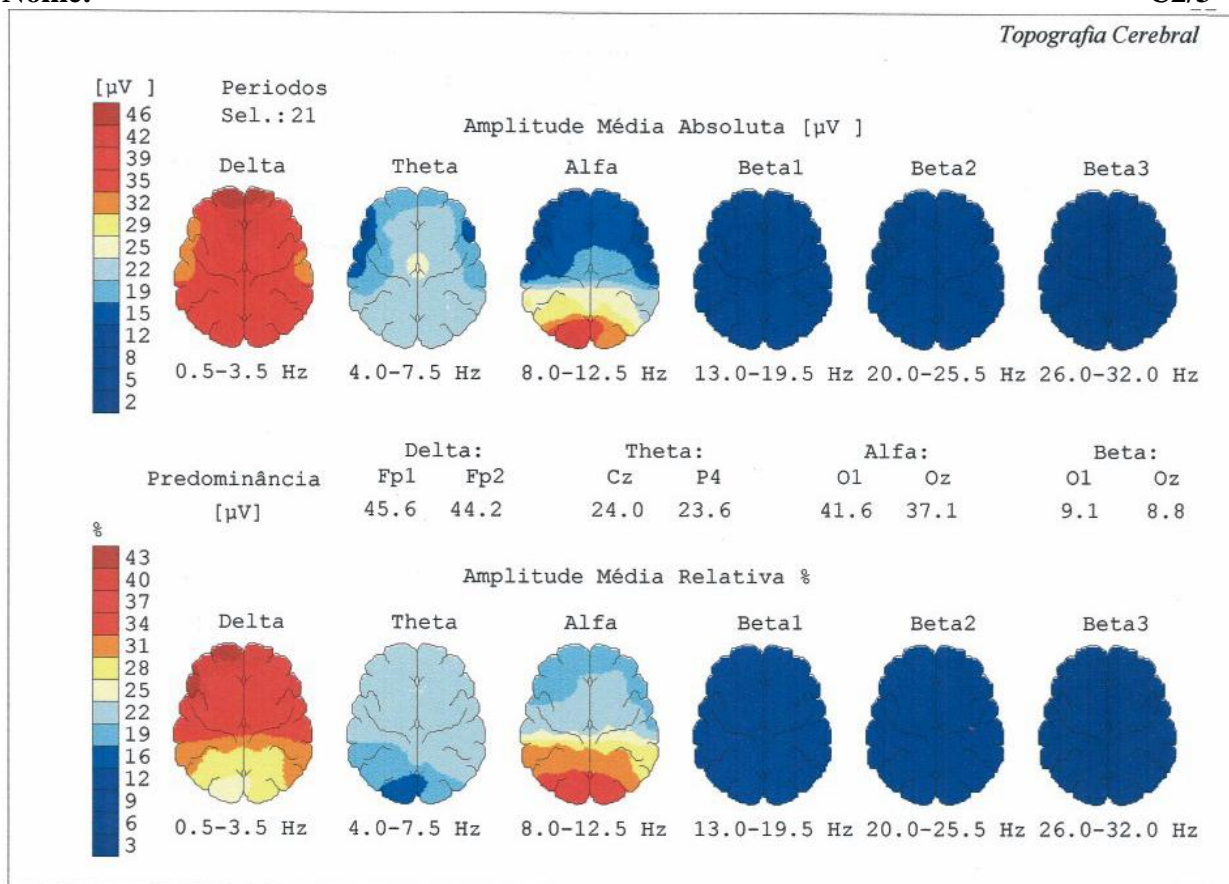 Nome:
Topografia Cerebral
[µV ]
Periodos
Sel.:21
46
42
39
35
32
29
25
22
19
15
12
8
5
2
Amplitude Média Absoluta [µV ]
Delta Theta Alfa Beta1 Beta2 Beta3
0.5-3.5 Hz 4.0-7.5 Hz 8.0-12.5 Hz 13.0-19.5 Hz 20.0-25.5 Hz 26.0-32.0 Hz
Delta: Theta: Alfa: Beta:
Predominância Fp1 Fp2 Cz P4 O1 Oz O1 Oz
[µV] 45.6 44.2 24.0 23.6 41.6 37.1 9.1 8.8
%
43
40
37
34
31
28
25
22
19
16
12
9
6
3
Amplitude Média Relativa %
Delta Theta Alfa Beta1 Beta2 Beta3
0.5-3.5 Hz 4.0-7.5 Hz 8.0-12.5 Hz 13.0-19.5 Hz 20.0-25.5 Hz 26.0-32.0 Hz